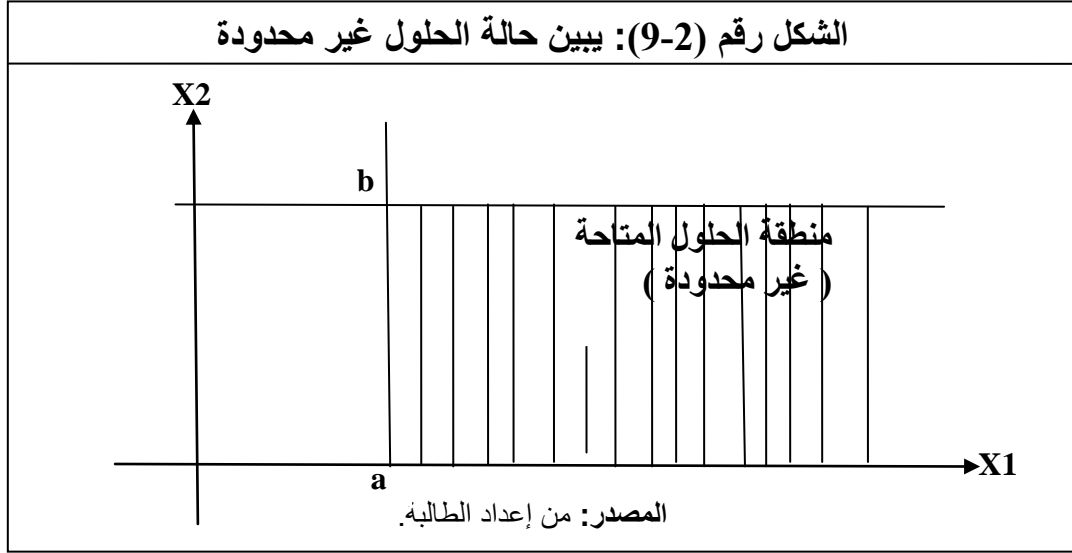 الشكل رقم (2-9): يبين حالة الحلول غير محدودة
X2
b
منطقة الحلول المتاحة
( غير محدودة )
X1
a
المصدر: من إعداد الطالبة.